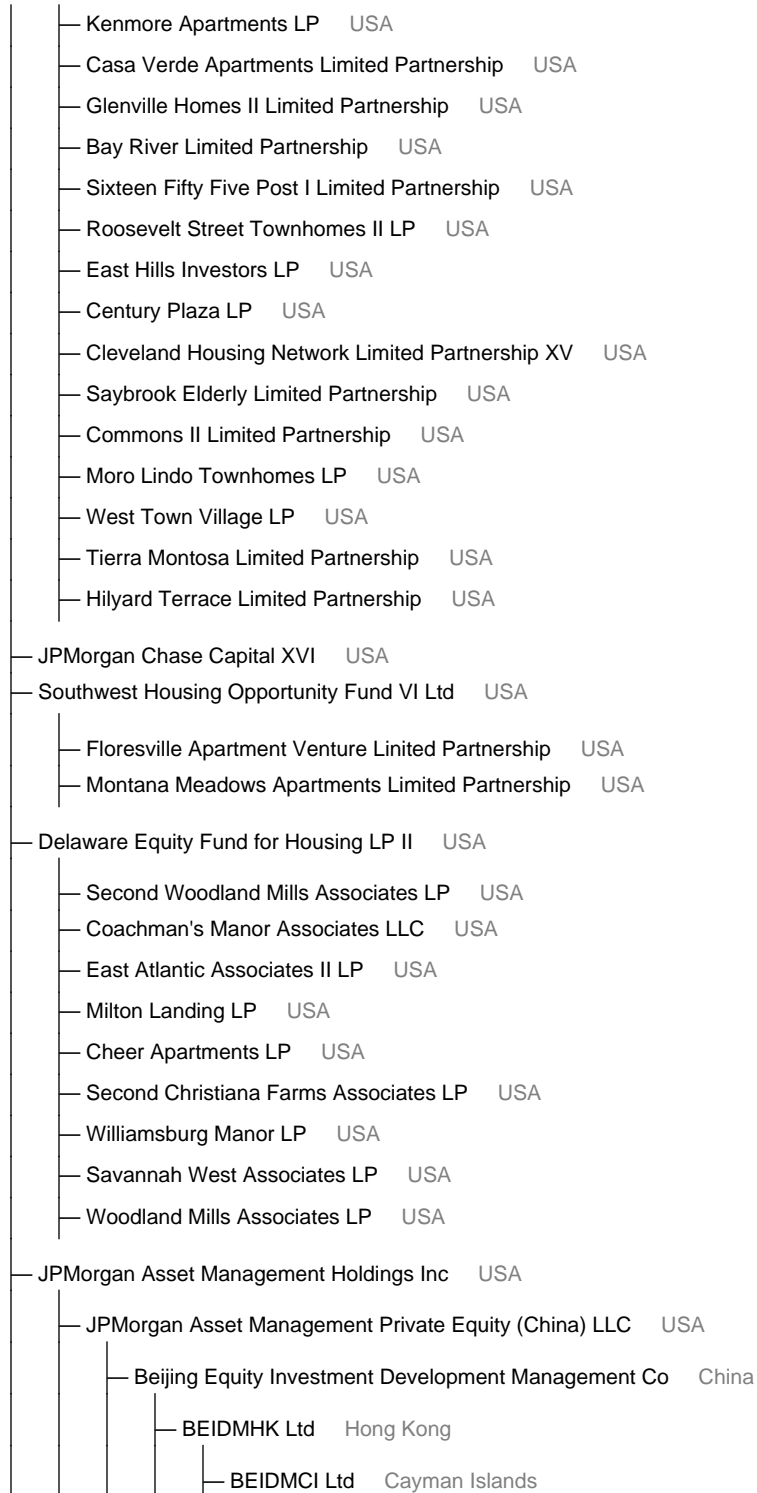 Kenmore Apartments LP USA
Casa Verde Apartments Limited Partnership USA
Glenville Homes II Limited Partnership USA
Bay River Limited Partnership USA
Sixteen Fifty Five Post I Limited Partnership USA
Roosevelt Street Townhomes II LP USA
East Hills Investors LP USA
Century Plaza LP USA
Cleveland Housing Network Limited Partnership XV USA
Saybrook Elderly Limited Partnership USA
Commons II Limited Partnership USA
Moro Lindo Townhomes LP USA
West Town Village LP USA
Tierra Montosa Limited Partnership USA
Hilyard Terrace Limited Partnership USA
JPMorgan Chase Capital XVI USA
Southwest Housing Opportunity Fund VI Ltd USA
Floresville Apartment Venture Linited Partnership USA
Montana Meadows Apartments Limited Partnership USA
Delaware Equity Fund for Housing LP II USA
Second Woodland Mills Associates LP USA
Coachman's Manor Associates LLC USA
East Atlantic Associates II LP USA
Milton Landing LP USA
Cheer Apartments LP USA
Second Christiana Farms Associates LP USA
Williamsburg Manor LP USA
Savannah West Associates LP USA
Woodland Mills Associates LP USA
JPMorgan Asset Management Holdings Inc USA
JPMorgan Asset Management Private Equity (China) LLC USA
Beijing Equity Investment Development Management Co China
BEIDMHK Ltd Hong Kong
BEIDMCI Ltd Cayman Islands